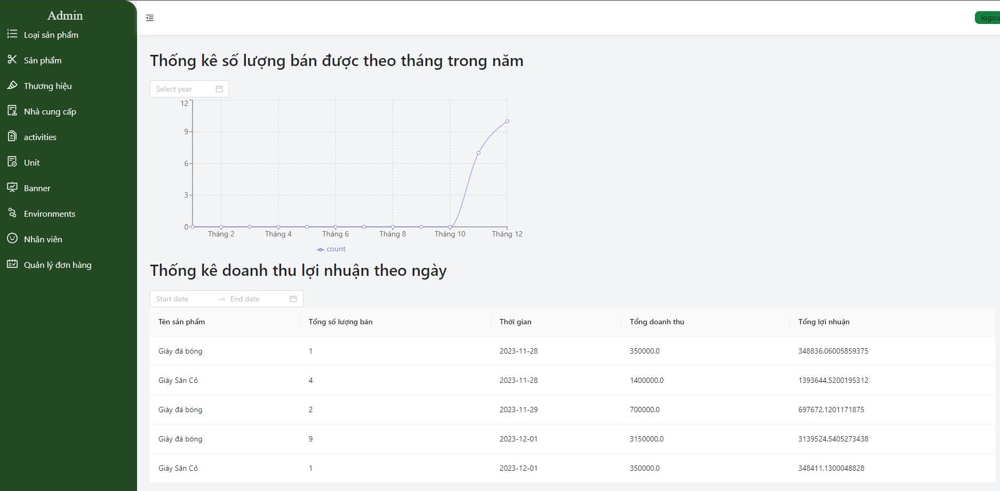 Admin
Loại sản phẩm
Sản phẩm
Thương hiệu
Nhà cung cấp
activities
Unit
Banner
Environments
Nhân viên
Quản lý đơn hàng
logou
Thống kê số lượng bán được theo tháng trong năm
Select year
12
9
6
3
0
Tháng 2 Tháng 4 Tháng 6 Tháng 8 Tháng 10 Tháng 12
count
Thống kê doanh thu lợi nhuận theo ngày
Start date → End date
Tên sản phẩm Tổng số lượng bán Thời gian Tổng doanh thu Tổng lợi nhuận
Giày đá bóng 1 2023-11-28 350000.0 348836.06005859375
Giày Sân Cỏ 4 2023-11-28 1400000.0 1393644.5200195312
Giày đá bóng 2 2023-11-29 700000.0 697672.1201171875
Giày đá bóng 9 2023-12-01 3150000.0 3139524.5405273438
Giày Sân Cỏ 1 2023-12-01 350000.0 348411.1300048828